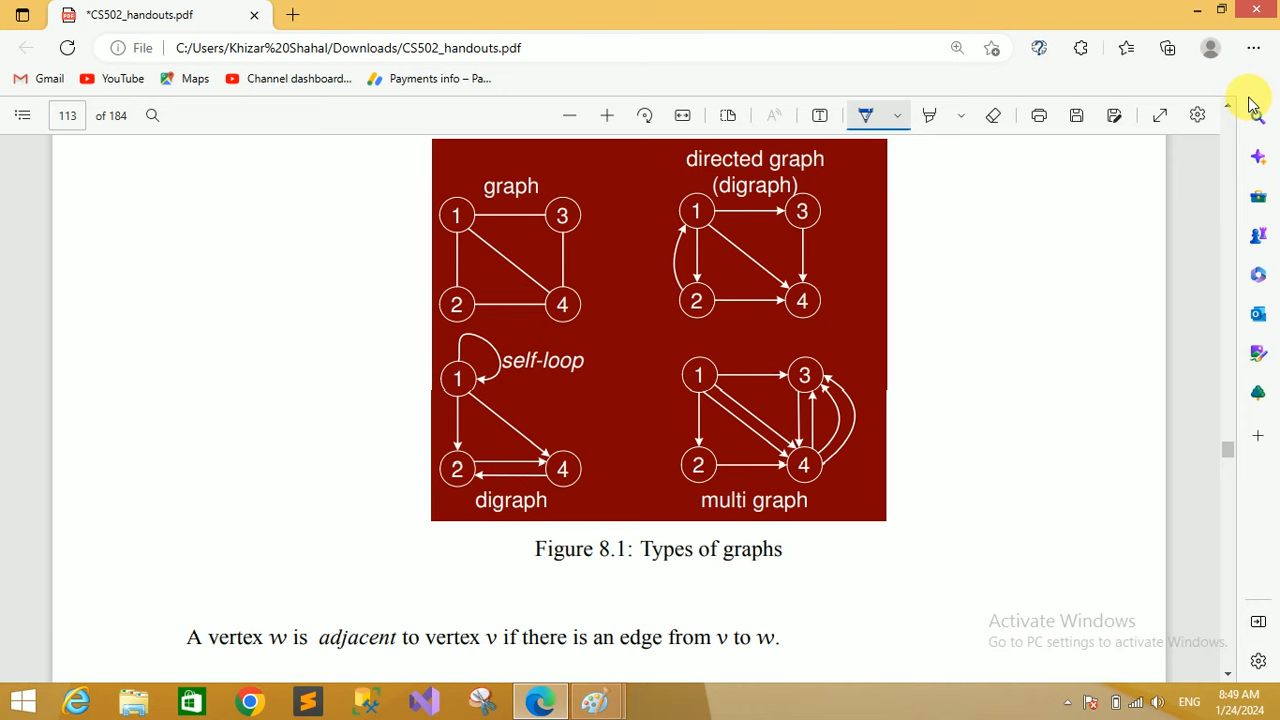 *CS502_handouts.pdf
File C:/Users/Khizar%20Shahal/Downloads/CS502_handouts.pdf
Gmail YouTube Maps Channel dashboard... Payments info – Pa...
113 of 184
graph
1 3
2 4
directed graph
(digraph)
1 3
2 4
self-loop
1
2 4
digraph
1 3
2 4
multi graph
Figure 8.1: Types of graphs
A vertex w is adjacent to vertex v if there is an edge from v to w.
Activate Windows
Go to PC settings to activate Windows.
ENG
8:49 AM
1/24/2024